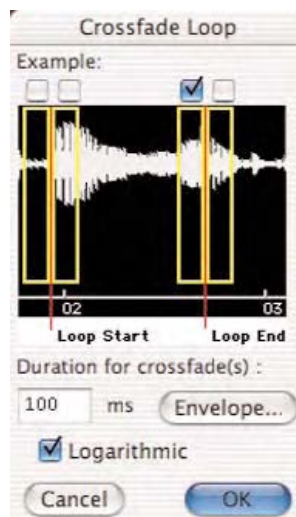 Crossfade Loop
Example:
02 03
Loop Start Loop End
Duration for crossfade(s) :
100 ms Envelope...
Logarithmic
Cancel OK